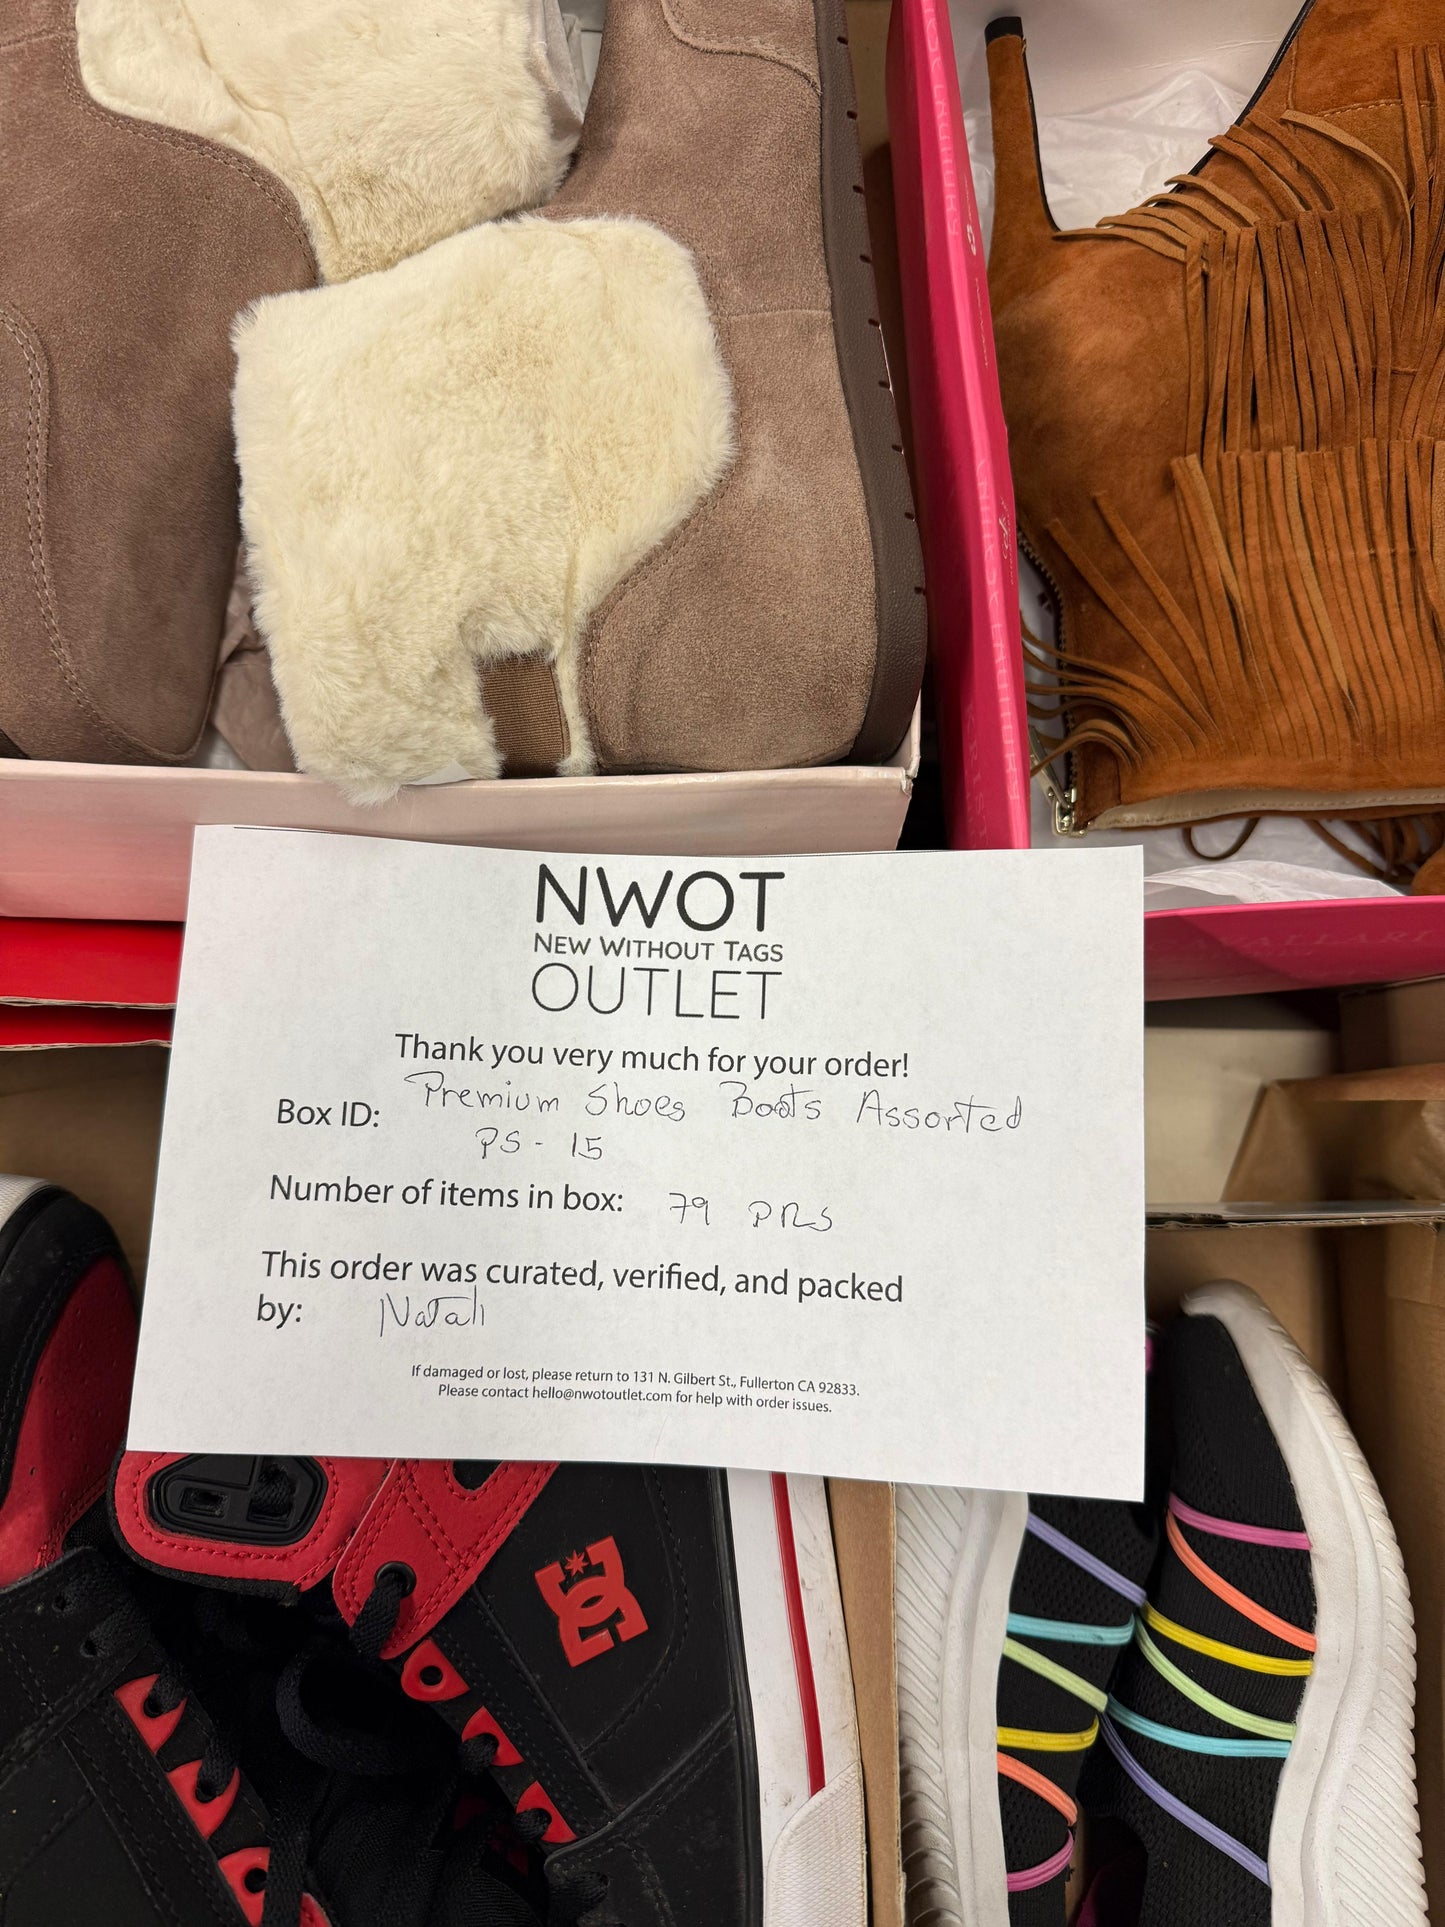 NWOT
NEW WITHOUT TAGS
OUTLET
Thank you very much for your order!
Box ID: Premium Shoes Boots Assorted
PS - 15
Number of items in box: 79 PRS
This order was curated, verified, and packed
by: Natali
If damaged or lost, please return to 131 N. Gilbert St., Fullerton CA 92833.
Please contact hello@nwotoutlet.com for help with order issues.
CAVALLARI
DC